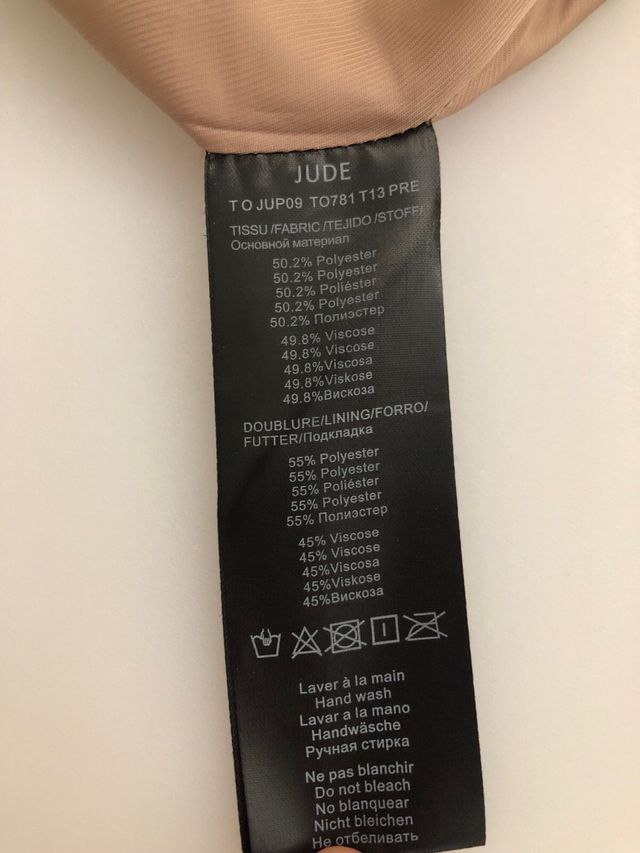 JUDE
T O JUP09 TO781 T13 PRE
TISSU /FABRIC /TEJIDO /STOFF/
Основной материал
50.2% Polyester
50.2% Polyester
50.2% Poliéster
50.2% Polyester
50.2% Полиэстер
49.8% Viscose
49.8% Viscose
49.8%Viscosa
49.8%Viskose
49.8%Вискоза
DOUBLURE/LINING/FORRO/
FUTTER/Подкладка
55% Polyester
55% Polyester
55% Poliéster
55% Polyester
55% Полиэстер
45% Viscose
45% Viscose
45%Viscosa
45%Viskose
45%Вискоза
Laver à la main
Hand wash
Lavar a la mano
Handwäsche
Ручная стирка
Ne pas blanchir
Do not bleach
No blanquear
Nicht bleichen
Не отбеливать